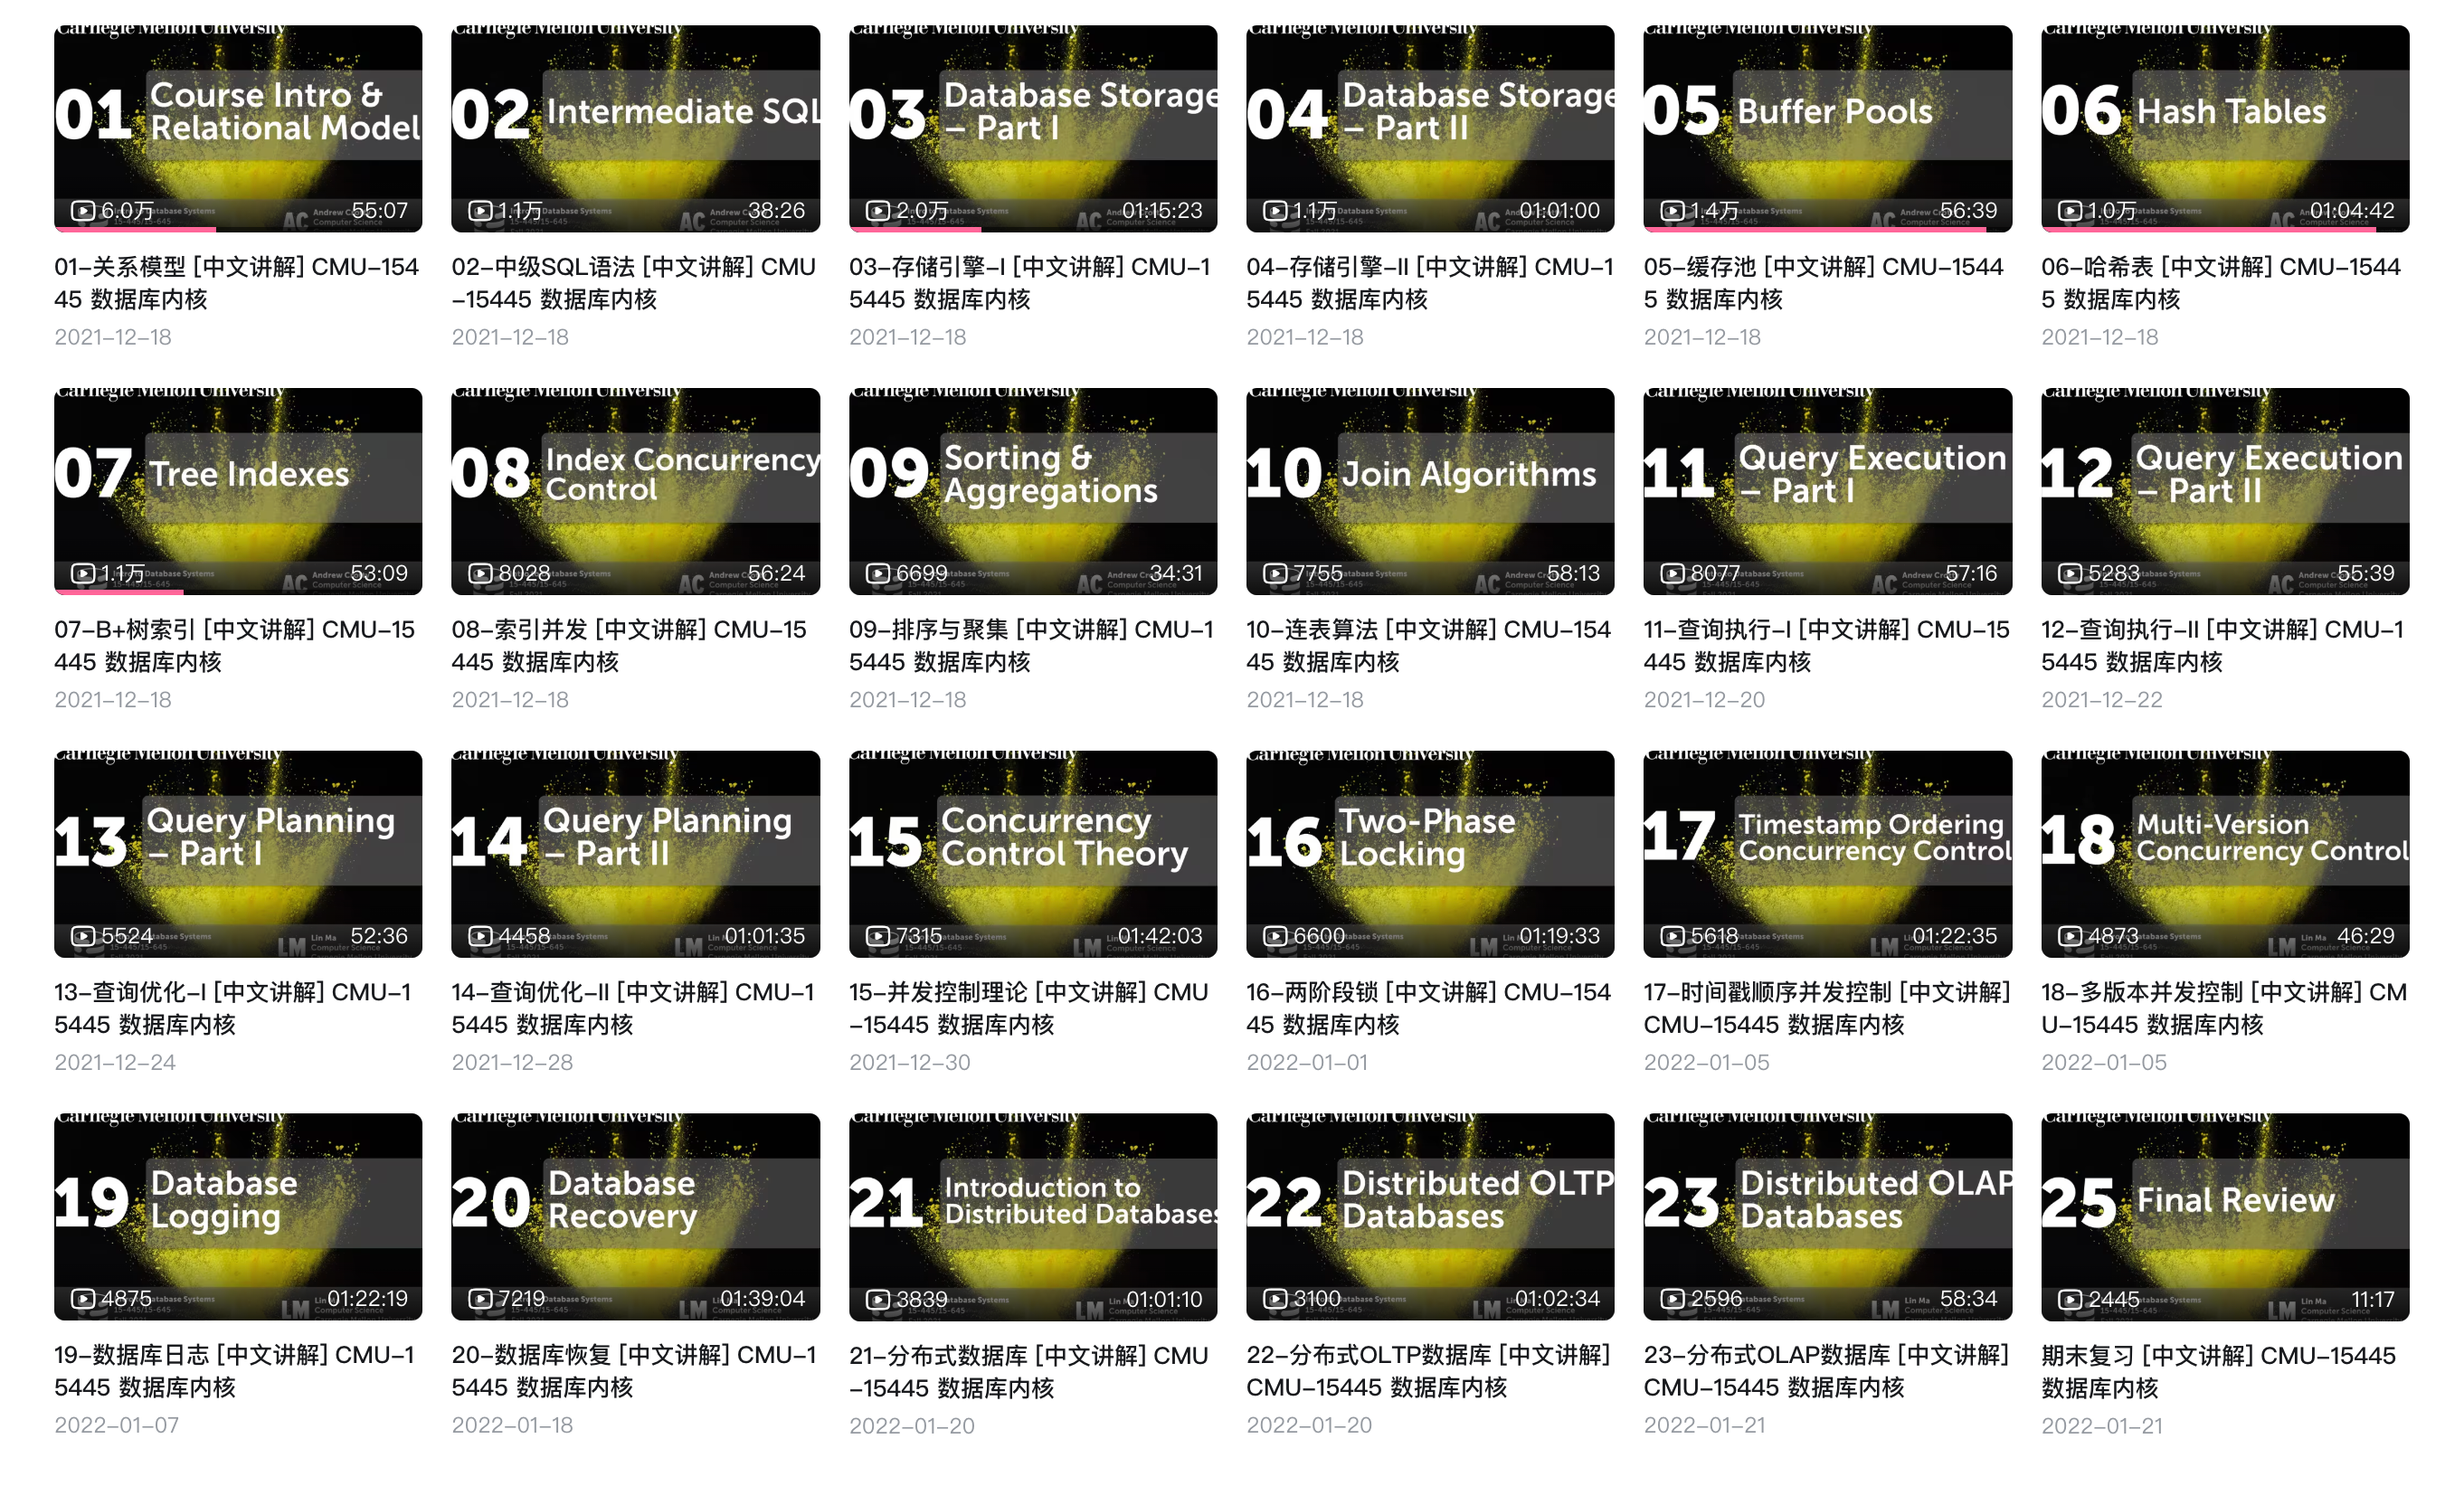 Carnegie Mellon University
01
Course Intro &
Relational Model
6.0万
55:07
01-关系模型 [中文讲解] CMU-154
45 数据库内核
2021-12-18
Carnegie Mellon University
02
Intermediate SQL
1.1万
38:26
02-中级SQL语法 [中文讲解] CMU
-15445 数据库内核
2021-12-18
Carnegie Mellon University
03
Database Storage
– Part I
2.0万
01:15:23
03-存储引擎-I [中文讲解] CMU-1
5445 数据库内核
2021-12-18
Carnegie Mellon University
04
Database Storage
– Part II
1.1万
01:01:00
04-存储引擎-II [中文讲解] CMU-1
5445 数据库内核
2021-12-18
Carnegie Mellon University
05
Buffer Pools
1.4万
56:39
05-缓存池 [中文讲解] CMU-1544
5 数据库内核
2021-12-18
Carnegie Mellon University
06
Hash Tables
1.0万
01:04:42
06-哈希表 [中文讲解] CMU-1544
5 数据库内核
2021-12-18
Carnegie Mellon University
07
Tree Indexes
1.1万
53:09
07-B+树索引 [中文讲解] CMU-15
445 数据库内核
2021-12-18
Carnegie Mellon University
08
Index Concurrency
Control
8028
56:24
08-索引并发 [中文讲解] CMU-15
445 数据库内核
2021-12-18
Carnegie Mellon University
09
Sorting &
Aggregations
6699
34:31
09-排序与聚集 [中文讲解] CMU-1
5445 数据库内核
2021-12-18
Carnegie Mellon University
10
Join Algorithms
7755
58:13
10-连表算法 [中文讲解] CMU-154
45 数据库内核
2021-12-18
Carnegie Mellon University
11
Query Execution
– Part I
8077
57:16
11-查询执行-I [中文讲解] CMU-15
445 数据库内核
2021-12-20
Carnegie Mellon University
12
Query Execution
– Part II
5283
55:39
12-查询执行-II [中文讲解] CMU-1
5445 数据库内核
2021-12-22
Carnegie Mellon University
13
Query Planning
– Part I
5524
52:36
13-查询优化-I [中文讲解] CMU-1
5445 数据库内核
2021-12-24
Carnegie Mellon University
14
Query Planning
– Part II
4458
01:01:35
14-查询优化-II [中文讲解] CMU-1
5445 数据库内核
2021-12-28
Carnegie Mellon University
15
Concurrency
Control Theory
7315
01:42:03
15-并发控制理论 [中文讲解] CMU
-15445 数据库内核
2021-12-30
Carnegie Mellon University
16
Two-Phase
Locking
6600
01:19:33
16-两阶段锁 [中文讲解] CMU-154
45 数据库内核
2022-01-01
Carnegie Mellon University
17
Timestamp Ordering
Concurrency Control
5618
01:22:35
17-时间戳顺序并发控制 [中文讲解]
CMU-15445 数据库内核
2022-01-05
Carnegie Mellon University
18
Multi-Version
Concurrency Control
4873
46:29
18-多版本并发控制 [中文讲解] CM
U-15445 数据库内核
2022-01-05
Carnegie Mellon University
19
Database
Logging
4875
01:22:19
19-数据库日志 [中文讲解] CMU-1
5445 数据库内核
2022-01-07
Carnegie Mellon University
20
Database
Recovery
7219
01:39:04
20-数据库恢复 [中文讲解] CMU-1
5445 数据库内核
2022-01-18
Carnegie Mellon University
21
Introduction to
Distributed Databases
3839
01:01:10
21-分布式数据库 [中文讲解] CMU
-15445 数据库内核
2022-01-20
Carnegie Mellon University
22
Distributed OLTP
Databases
3100
01:02:34
22-分布式OLTP数据库 [中文讲解]
CMU-15445 数据库内核
2022-01-20
Carnegie Mellon University
23
Distributed OLAP
Databases
2596
58:34
23-分布式OLAP数据库 [中文讲解]
CMU-15445 数据库内核
2022-01-21
Carnegie Mellon University
25
Final Review
2445
11:17
期末复习 [中文讲解] CMU-15445
数据库内核
2022-01-21